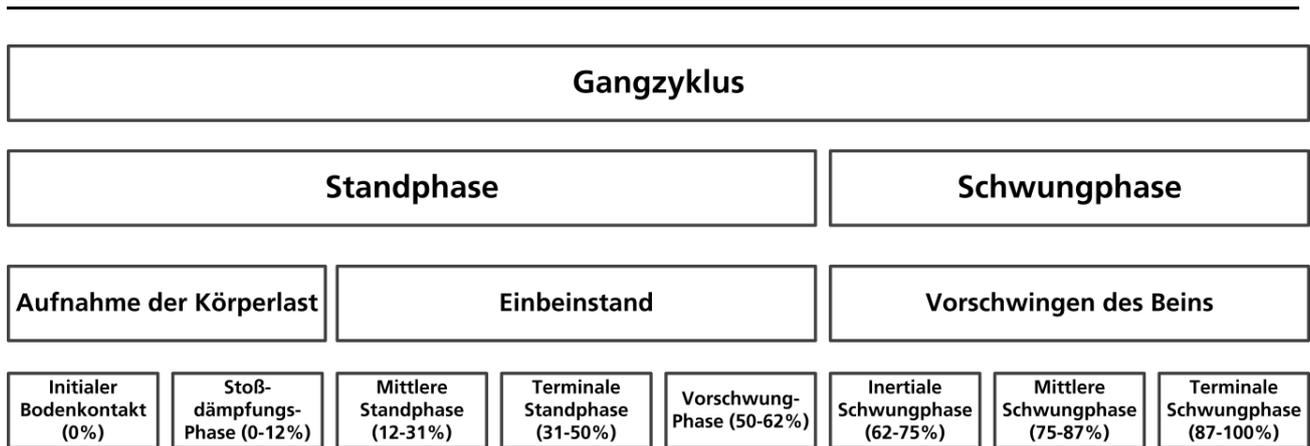 Gangzyklus
Standphase
Schwungphase
Aufnahme der Körperlast
Einbeinstand
Vorschwingen des Beins
Initialer
Bodenkontakt
(0%)
Stoß-
dämpfungs-
Phase (0-12%)
Mittlere
Standphase
(12-31%)
Terminale
Standphase
(31-50%)
Vorschwung-
Phase (50-62%)
Inertiale
Schwungphase
(62-75%)
Mittlere
Schwungphase
(75-87%)
Terminale
Schwungphase
(87-100%)